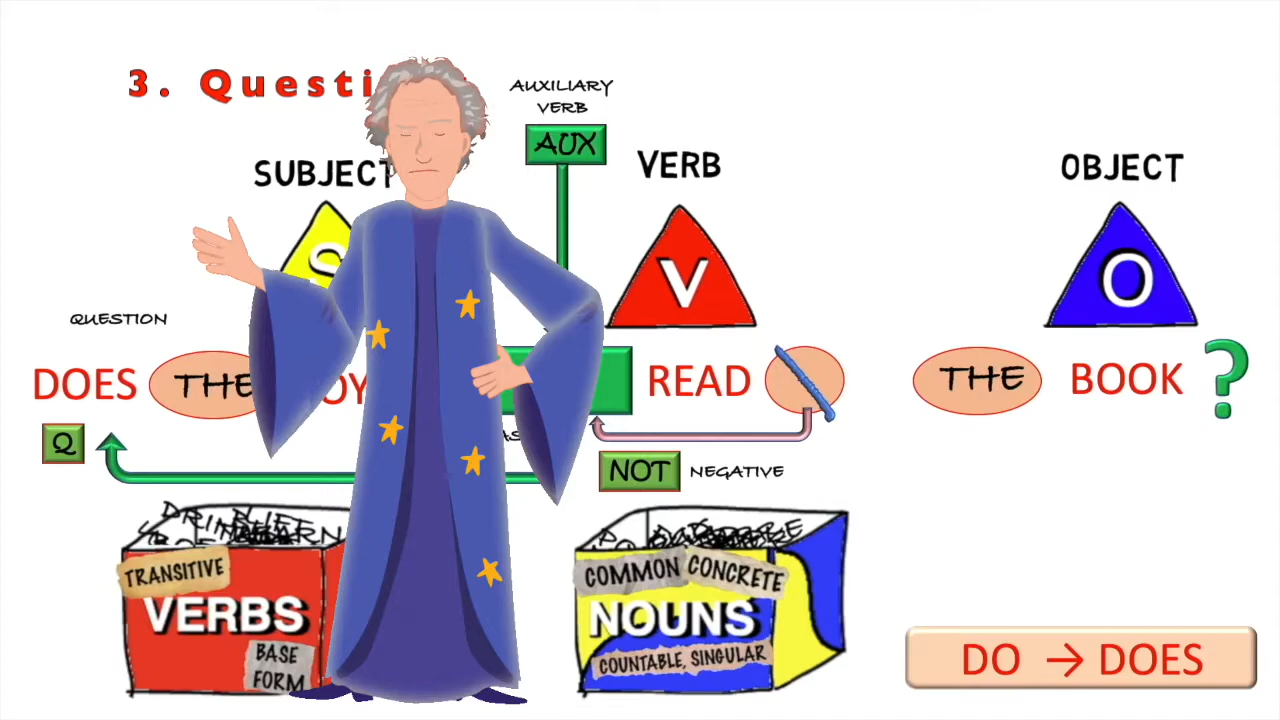 3. Questi
AUXILIARY
VERB
AUX
SUBJECT
VERB
OBJECT
S
V
O
QUESTION
DOES THE OY READ THE BOOK ?
Q
NOT NEGATIVE
TRANSITIVE
VERBS
BASE
FORM
COMMON CONCRETE
NOUNS
COUNTABLE, SINGULAR
DO → DOES